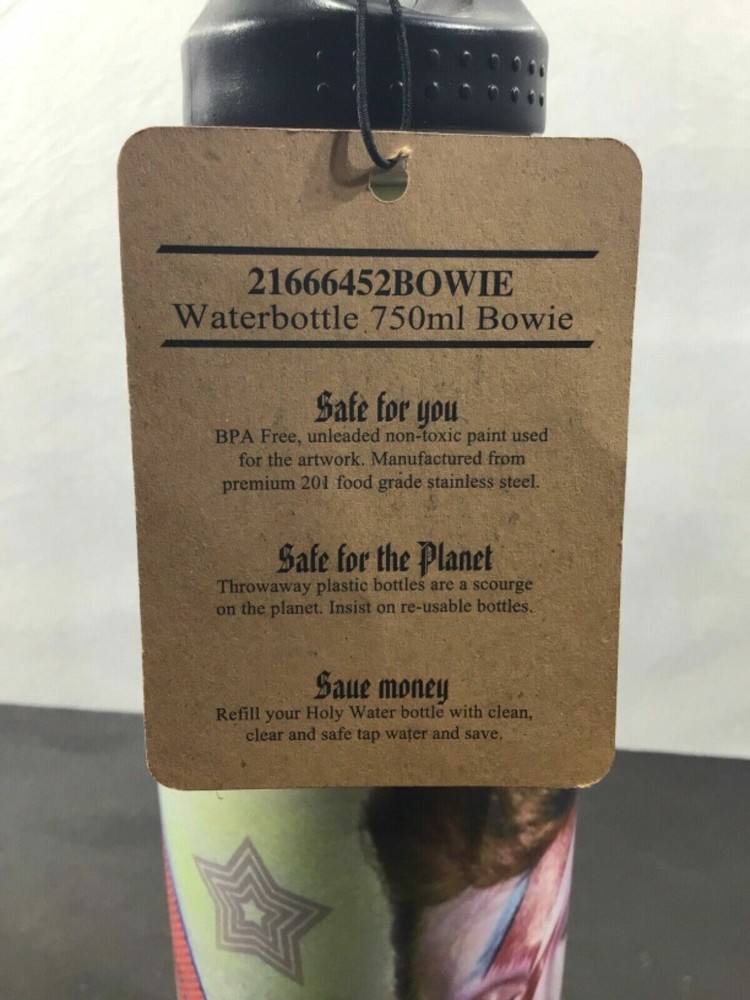 21666452BOWIE
Waterbottle 750ml Bowie
Safe for you
BPA Free, unleaded non-toxic paint used
for the artwork. Manufactured from
premium 201 food grade stainless steel.
Safe for the Planet
Throwaway plastic bottles are a scourge
on the planet. Insist on re-usable bottles.
Save money
Refill your Holy Water bottle with clean,
clear and safe tap water and save.